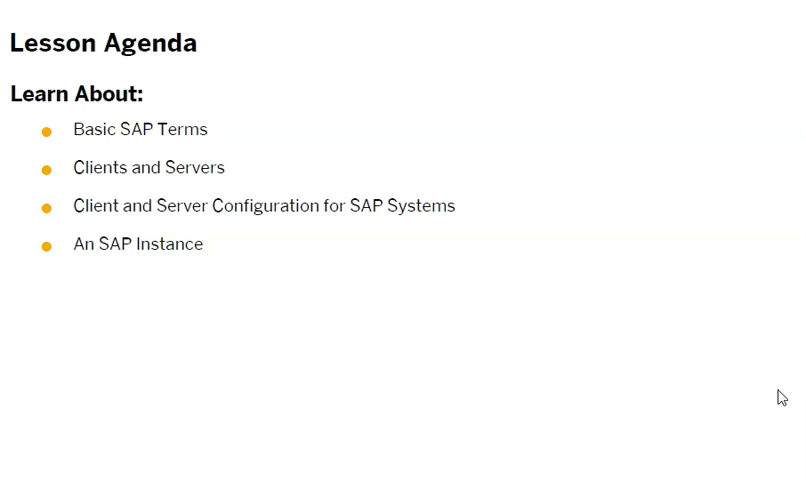 Lesson Agenda
Learn About:
Basic SAP Terms
Clients and Servers
Client and Server Configuration for SAP Systems
An SAP Instance